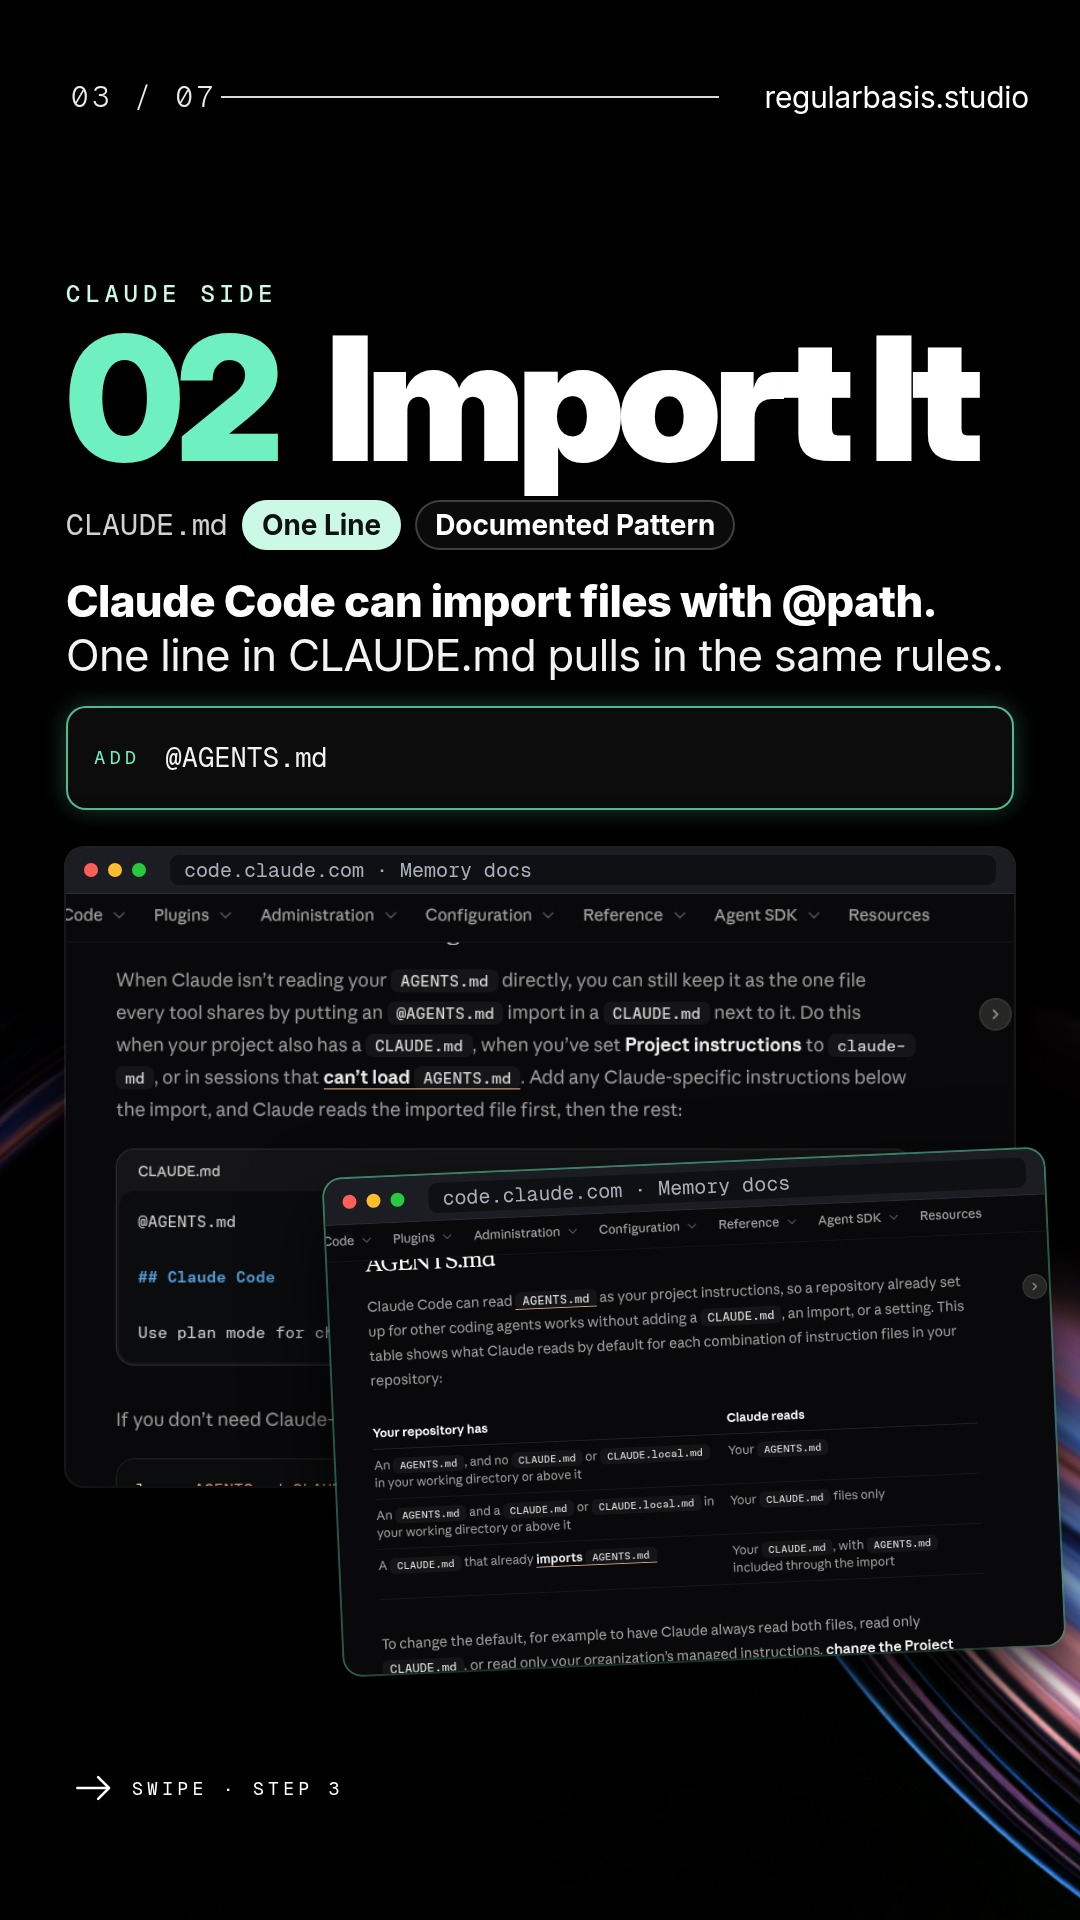 03 / 07
regularbasis.studio
CLAUDE SIDE
02 Import It
CLAUDE.md One Line Documented Pattern
Claude Code can import files with @path.
One line in CLAUDE.md pulls in the same rules.
ADD @AGENTS.md
code.claude.com · Memory docs
Code Plugins Administration Configuration Reference Agent SDK Resources
When Claude isn't reading your AGENTS.md directly, you can still keep it as the one file
every tool shares by putting an @AGENTS.md import in a CLAUDE.md next to it. Do this
when your project also has a CLAUDE.md, when you've set Project instructions to claude-
md, or in sessions that can't load AGENTS.md. Add any Claude-specific instructions below
the import, and Claude reads the imported file first, then the rest:
CLAUDE.md
@AGENTS.md
## Claude Code
Use plan mode for
If you don't need Claude-
code.claude.com · Memory docs
Code Plugins Administration Configuration Reference Agent SDK Resources
AGENTS.md
Claude Code can read AGENTS.md as your project instructions, so a repository already set
up for other coding agents works without adding a CLAUDE.md, an import, or a setting. This
table shows what Claude reads by default for each combination of instruction files in your
repository:
Your repository has Claude reads
An AGENTS.md, and no CLAUDE.md or CLAUDE.local.md Your AGENTS.md
in your working directory or above it
An AGENTS.md and a CLAUDE.md or CLAUDE.local.md in Your CLAUDE.md files only
your working directory or above it
A CLAUDE.md that already imports AGENTS.md Your CLAUDE.md, with AGENTS.md
included through the import
To change the default, for example to have Claude always read both files, read only
CLAUDE.md, or read only your organization's managed instructions, change the Project
SWIPE · STEP 3